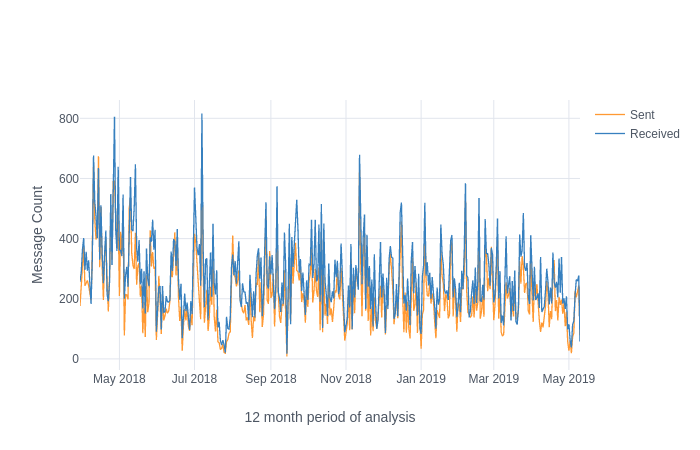 Sent
Received
800
600
400
200
0
Message Count
May 2018 Jul 2018 Sep 2018 Nov 2018 Jan 2019 Mar 2019 May 2019
12 month period of analysis